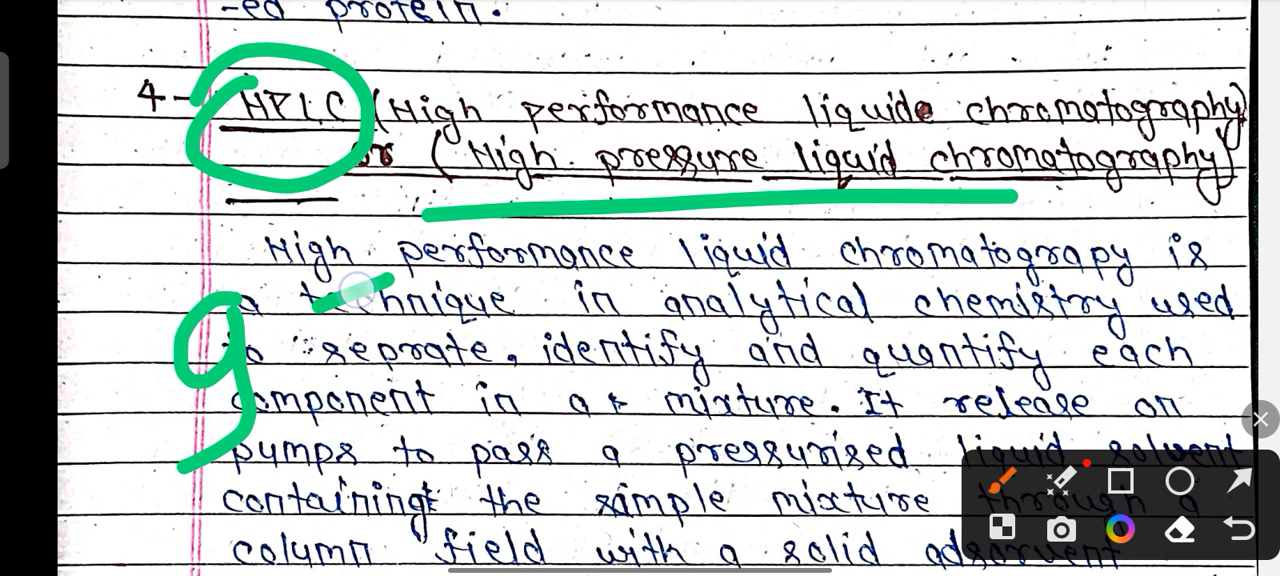 -ed protein.
4- HPLC (High performance liquide chromatography)
or (High pressure liquid chromatography)
High performance liquid chromatograpy is
a technique in analytical chemistry used
to seprate, identify and quantify each
component in a mixture. It release on
pumps to pass a pressurised liquid solvent
containing the sample mixture through a
column field with a solid adsorvent